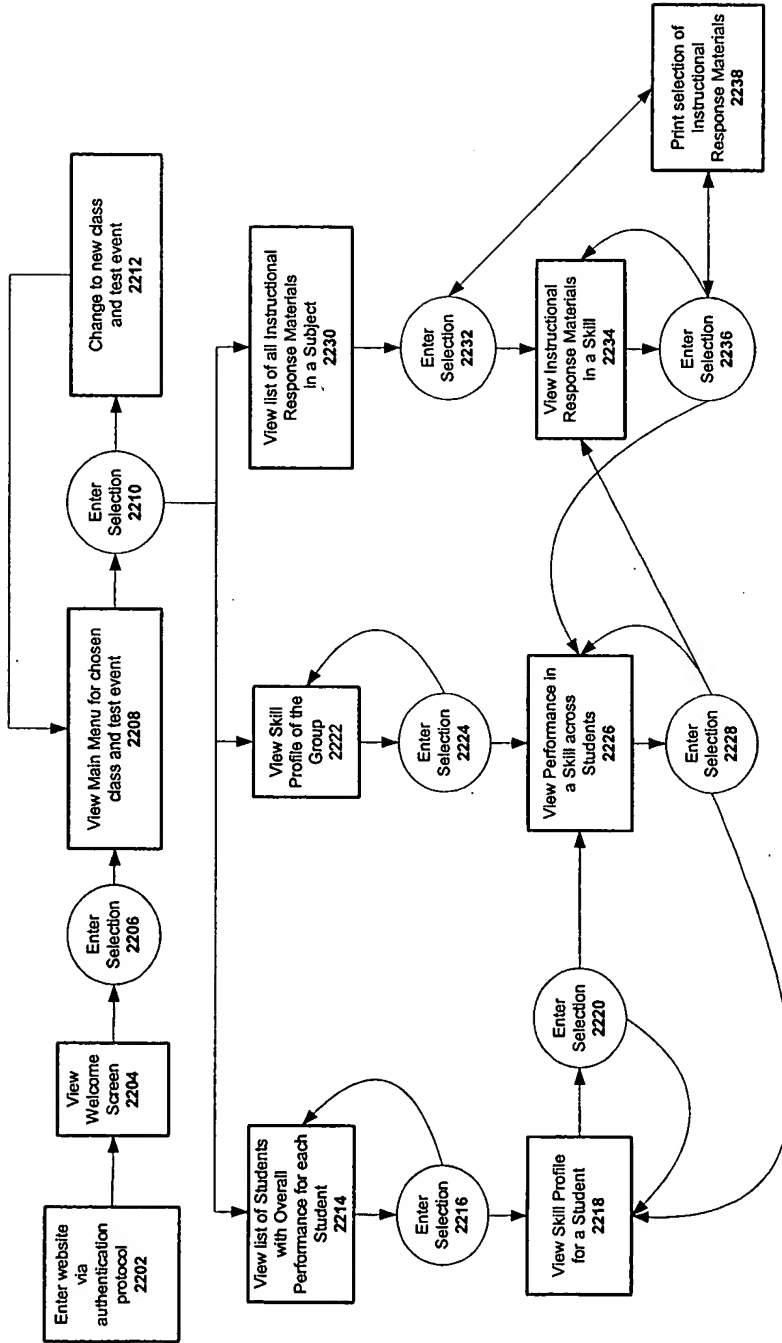 Enter website
via
authentication
protocol
2202
View
Welcome
Screen
2204
Enter
Selection
2206
View Main Menu for chosen
class and test event
2208
Enter
Selection
2210
Change to new class
and test event
2212
View list of Students
with Overall
Performance for each
Student
2214
Enter
Selection
2216
View Skill Profile
for a Student
2218
Enter
Selection
2220
View Skill
Profile of the
Group
2222
Enter
Selection
2224
View Performance in
a Skill across
Students
2226
Enter
Selection
2228
View list of all Instructional
Response Materials
in a Subject
2230
Enter
Selection
2232
View Instructional
Response Materials
in a Skill
2234
Enter
Selection
2236
Print selection of
Instructional
Response Materials
2238